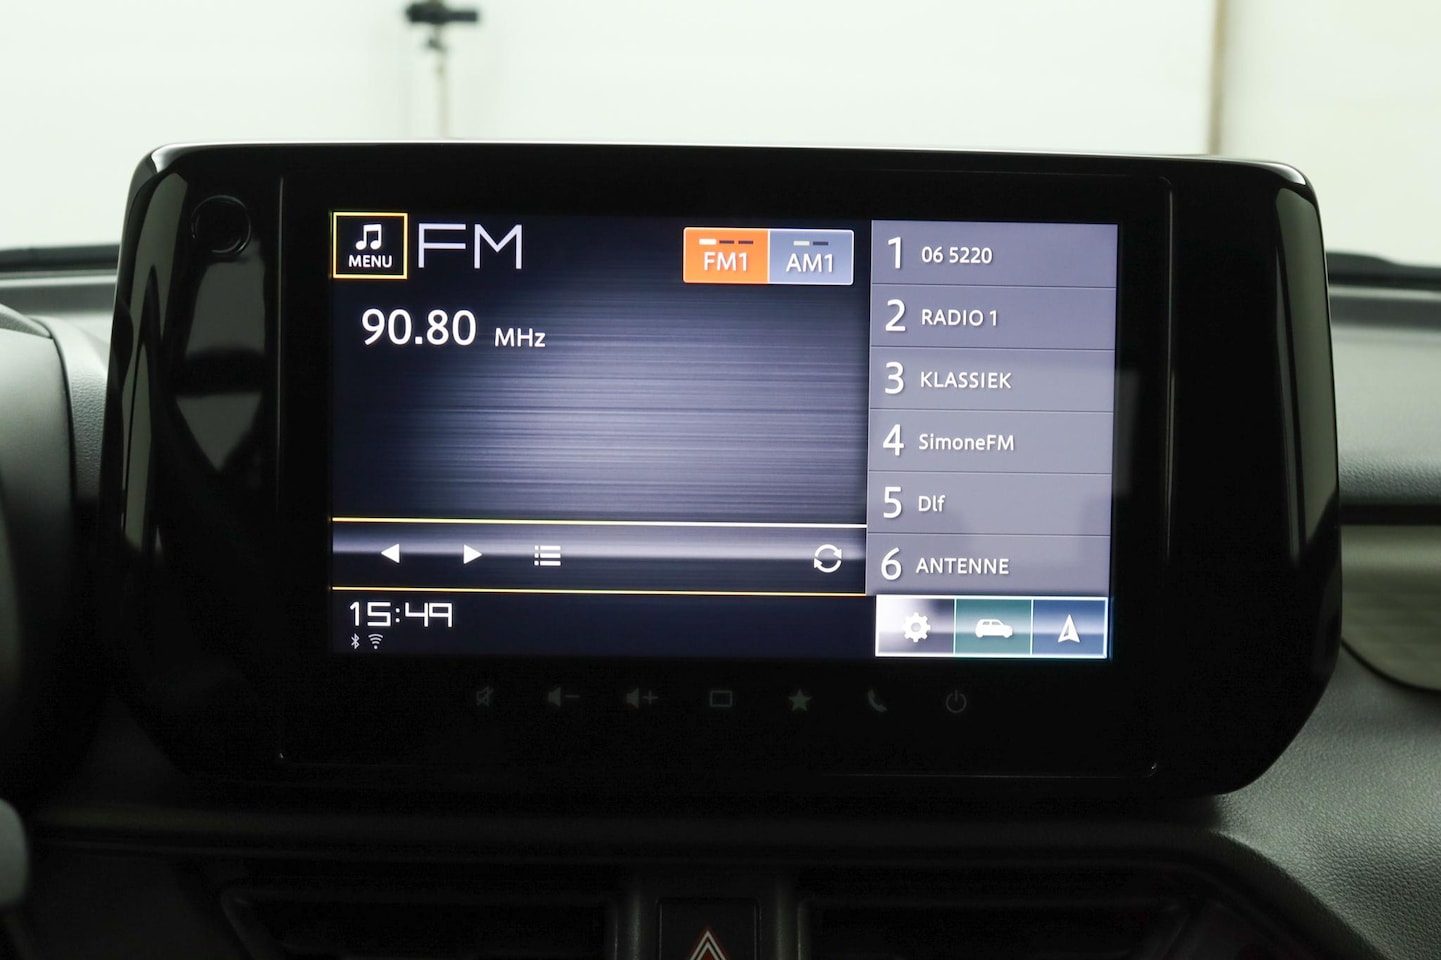 MENU
FM
FM1
AM1
90.80 MHz
1 06 5220
2 RADIO 1
3 KLASSIEK
4 SimoneFM
5 Dlf
6 ANTENNE
15:49